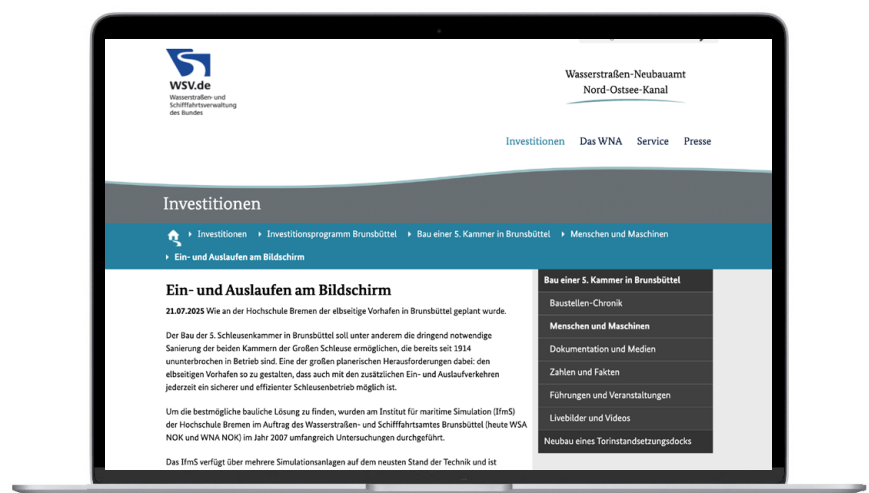 WSV.de
Wasserstraßen- und
Schifffahrtsverwaltung
des Bundes
Wasserstraßen-Neubauamt
Nord-Ostsee-Kanal
Investitionen Das WNA Service Presse
Investitionen
Investitionen Investitionsprogramm Brunsbüttel Bau einer 5. Kammer in Brunsbüttel Menschen und Maschinen
Ein- und Auslaufen am Bildschirm
Ein- und Auslaufen am Bildschirm
21.07.2025 Wie an der Hochschule Bremen der elbseitige Vorhafen in Brunsbüttel geplant wurde.
Der Bau der 5. Schleusenkammer in Brunsbüttel soll unter anderem die dringend notwendige
Sanierung der beiden Kammern der Großen Schleuse ermöglichen, die bereits seit 1914
ununterbrochen in Betrieb sind. Eine der großen planerischen Herausforderungen dabei: den
elbseitigen Vorhafen so zu gestalten, dass auch mit den zusätzlichen Ein- und Auslaufverkehren
jederzeit ein sicherer und effizienter Schleusenbetrieb möglich ist.
Um die bestmögliche bauliche Lösung zu finden, wurden am Institut für maritime Simulation (IfmS)
der Hochschule Bremen im Auftrag des Wasserstraßen- und Schifffahrtsamtes Brunsbüttel (heute WSA
NOK und WNA NOK) im Jahr 2007 umfangreich Untersuchungen durchgeführt.
Das IfmS verfügt über mehrere Simulationsanlagen auf dem neusten Stand der Technik und ist
Bau einer 5. Kammer in Brunsbüttel
Baustellen-Chronik
Menschen und Maschinen
Dokumentation und Medien
Zahlen und Fakten
Führungen und Veranstaltungen
Livebilder und Videos
Neubau eines Torinstandsetzungsdocks